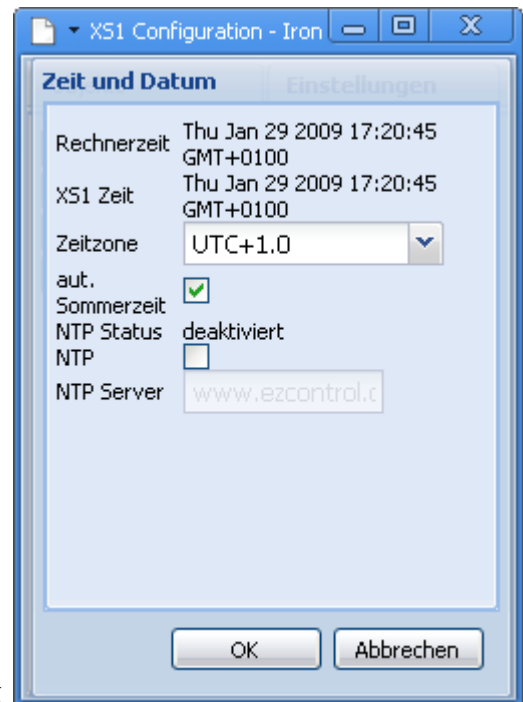 XS1 Configuration - Iron
Zeit und Datum
Einstellungen
Rechnerzeit Thu Jan 29 2009 17:20:45
GMT+0100
XS1 Zeit Thu Jan 29 2009 17:20:45
GMT+0100
Zeitzone UTC+1.0
aut.
Sommerzeit
NTP Status deaktiviert
NTP
NTP Server www.ezcontrol.c
OK Abbrechen